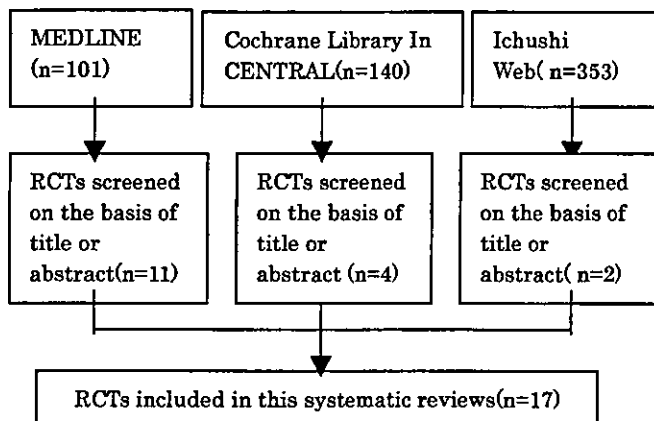 MEDLINE
(n=101)
Cochrane Library In
CENTRAL(n=140)
Ichushi
Web( n=353)
RCTs screened
on the basis of
title or
abstract(n=11)
RCTs screened
on the basis of
title or
abstract (n=4)
RCTs screened
on the basis of
title or
abstract( n=2)
RCTs included in this systematic reviews(n=17)